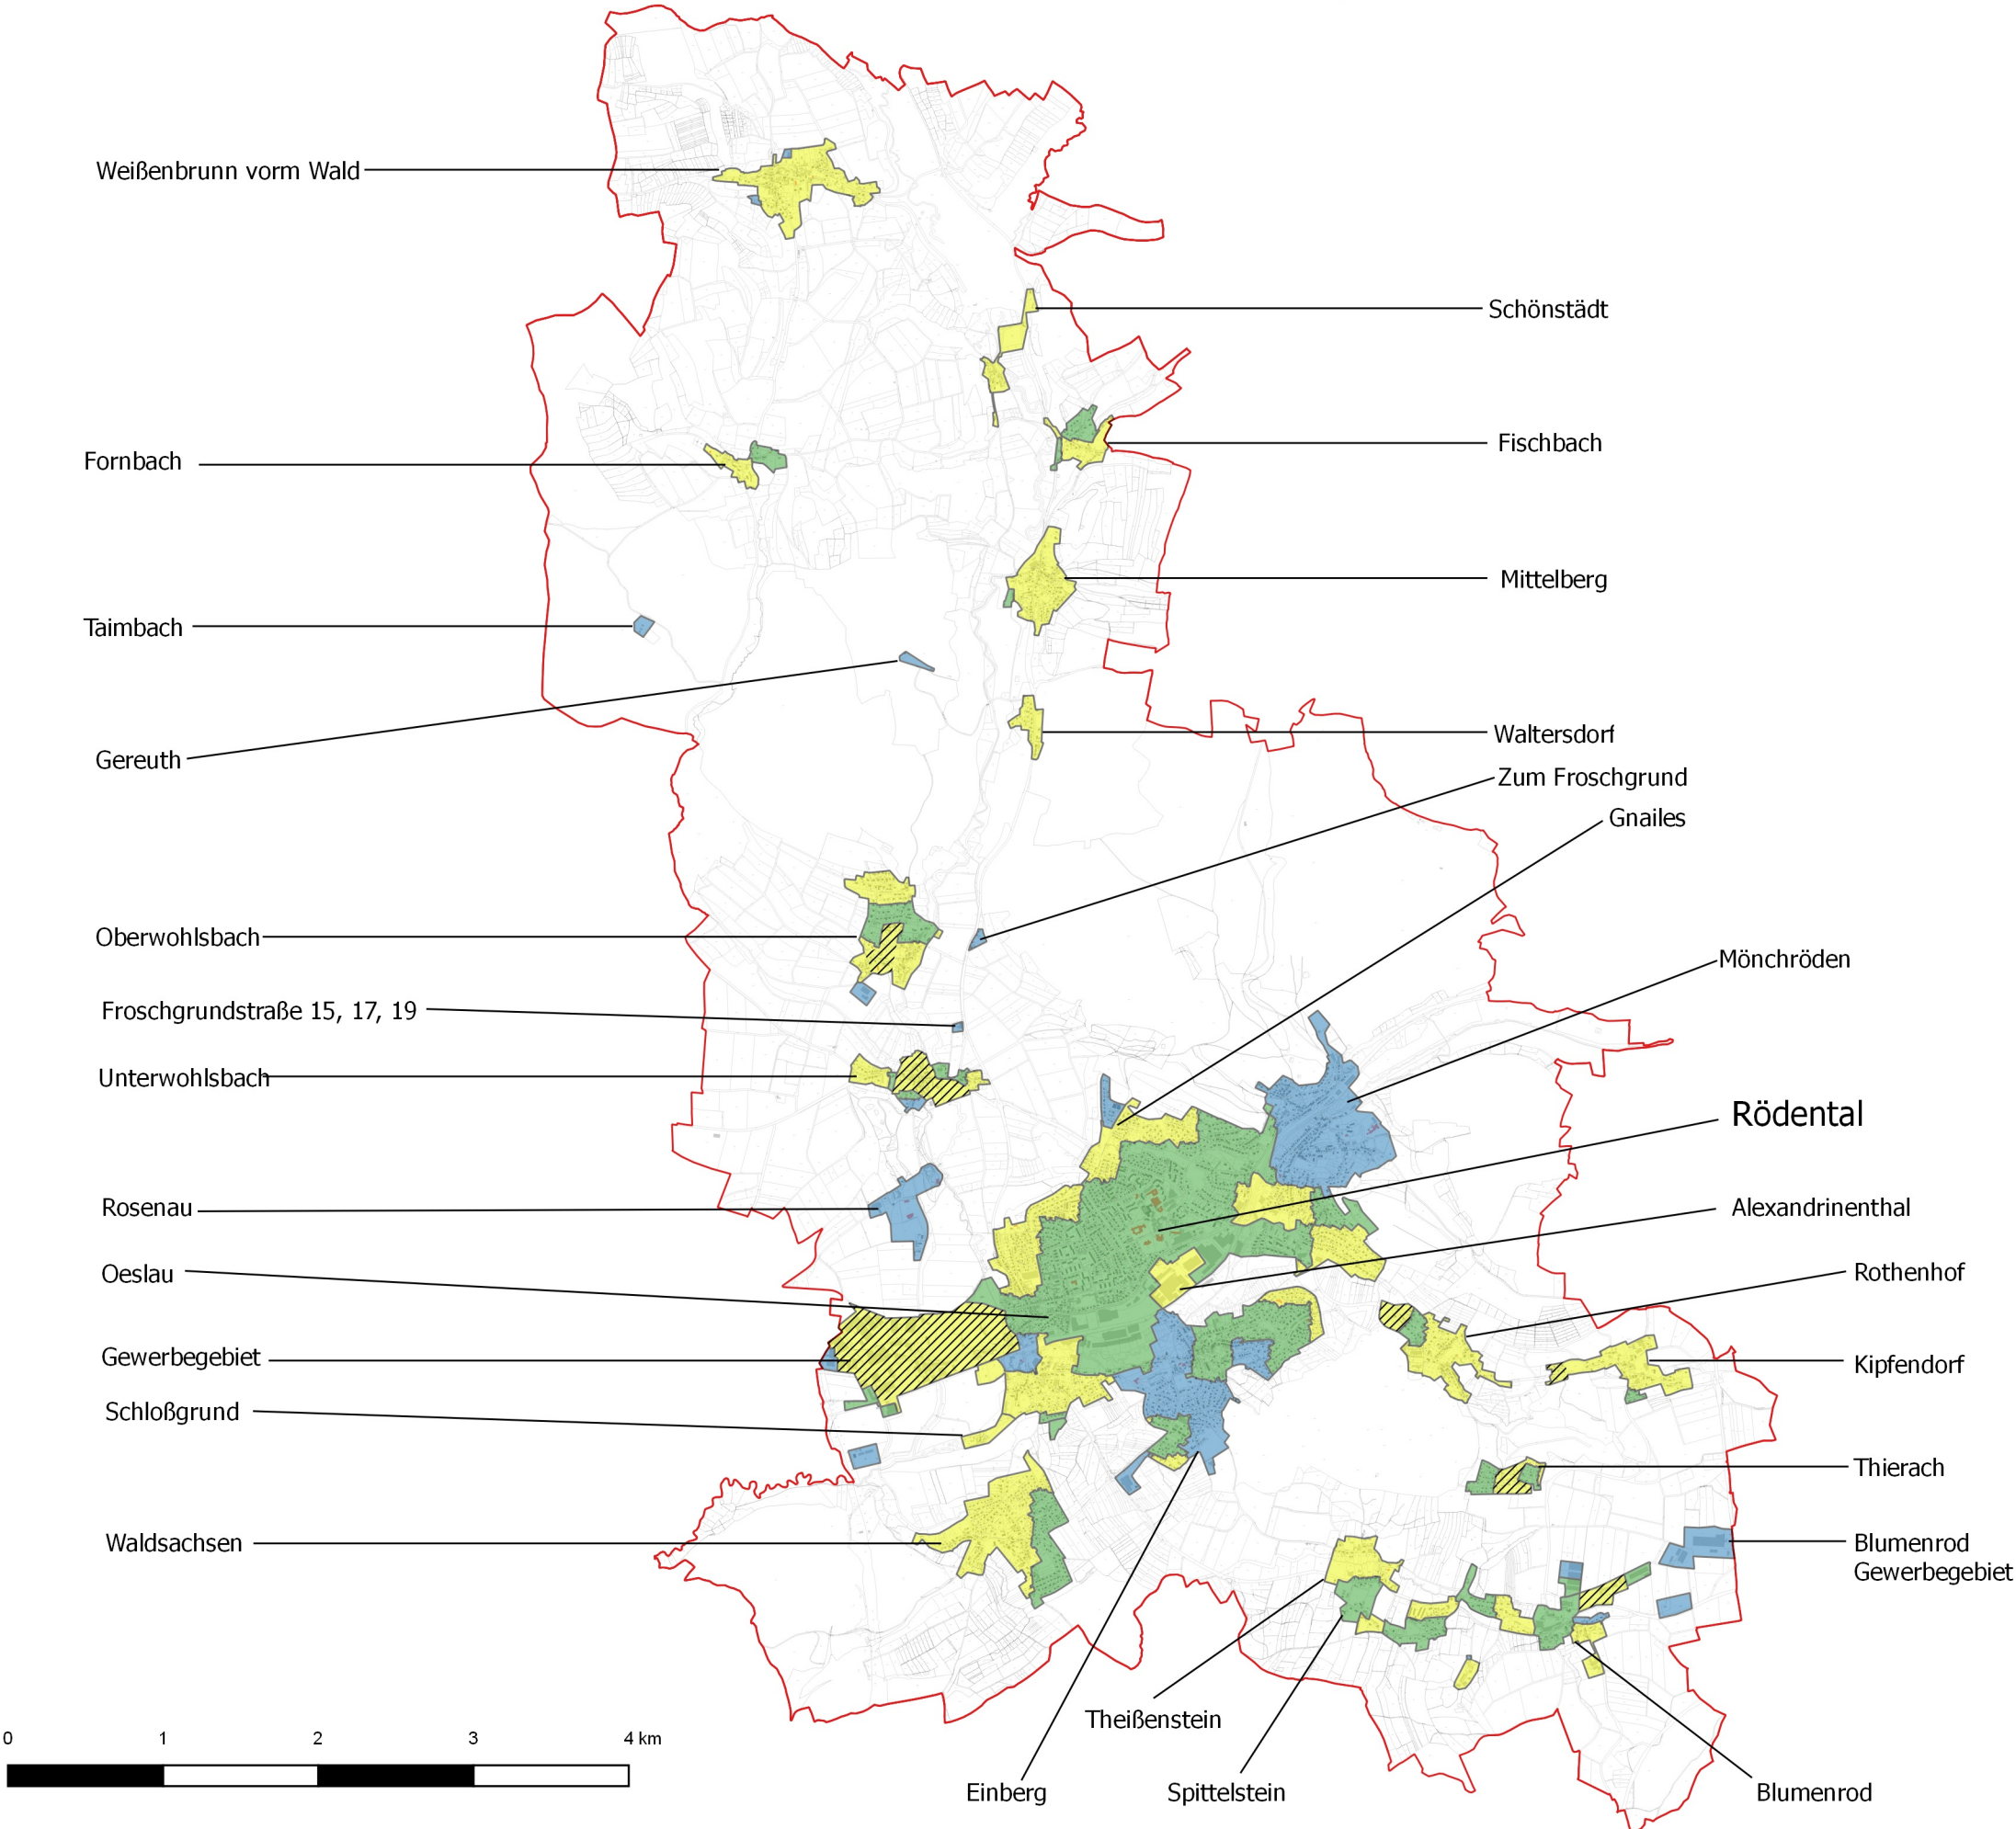 Weißenbrunn vorm Wald
Schönstädt
Fischbach
Fornbach
Mittelberg
Taimbach
Waltersdorf
Gereuth
Zum Froschgrund
Gnailes
Oberwohlsbach
Mönchröden
Froschgrundstraße 15, 17, 19
Unterwohlsbach
Rödental
Rosenau
Alexandrinenthal
Oeslau
Rothenhof
Gewerbegebiet
Kipfendorf
Schloßgrund
Thierach
Waldsachsen
Blumenrod
Gewerbegebiet
Theißenstein
0 1 2 3 4 km
Einberg
Spittelstein
Blumenrod